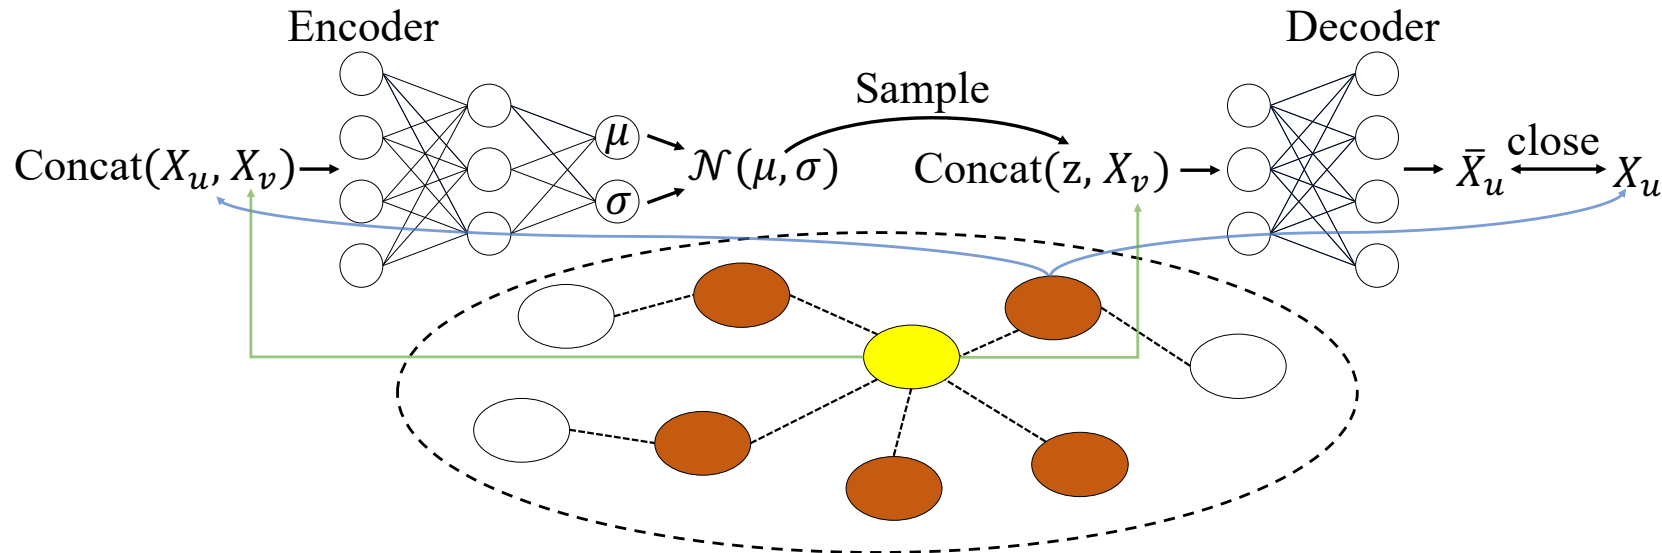 Encoder
Decoder
Sample
Concat(X_u, X_v)
μ
σ
𝒩(μ, σ)
Concat(z, X_v)
X̄_u
close
X_u